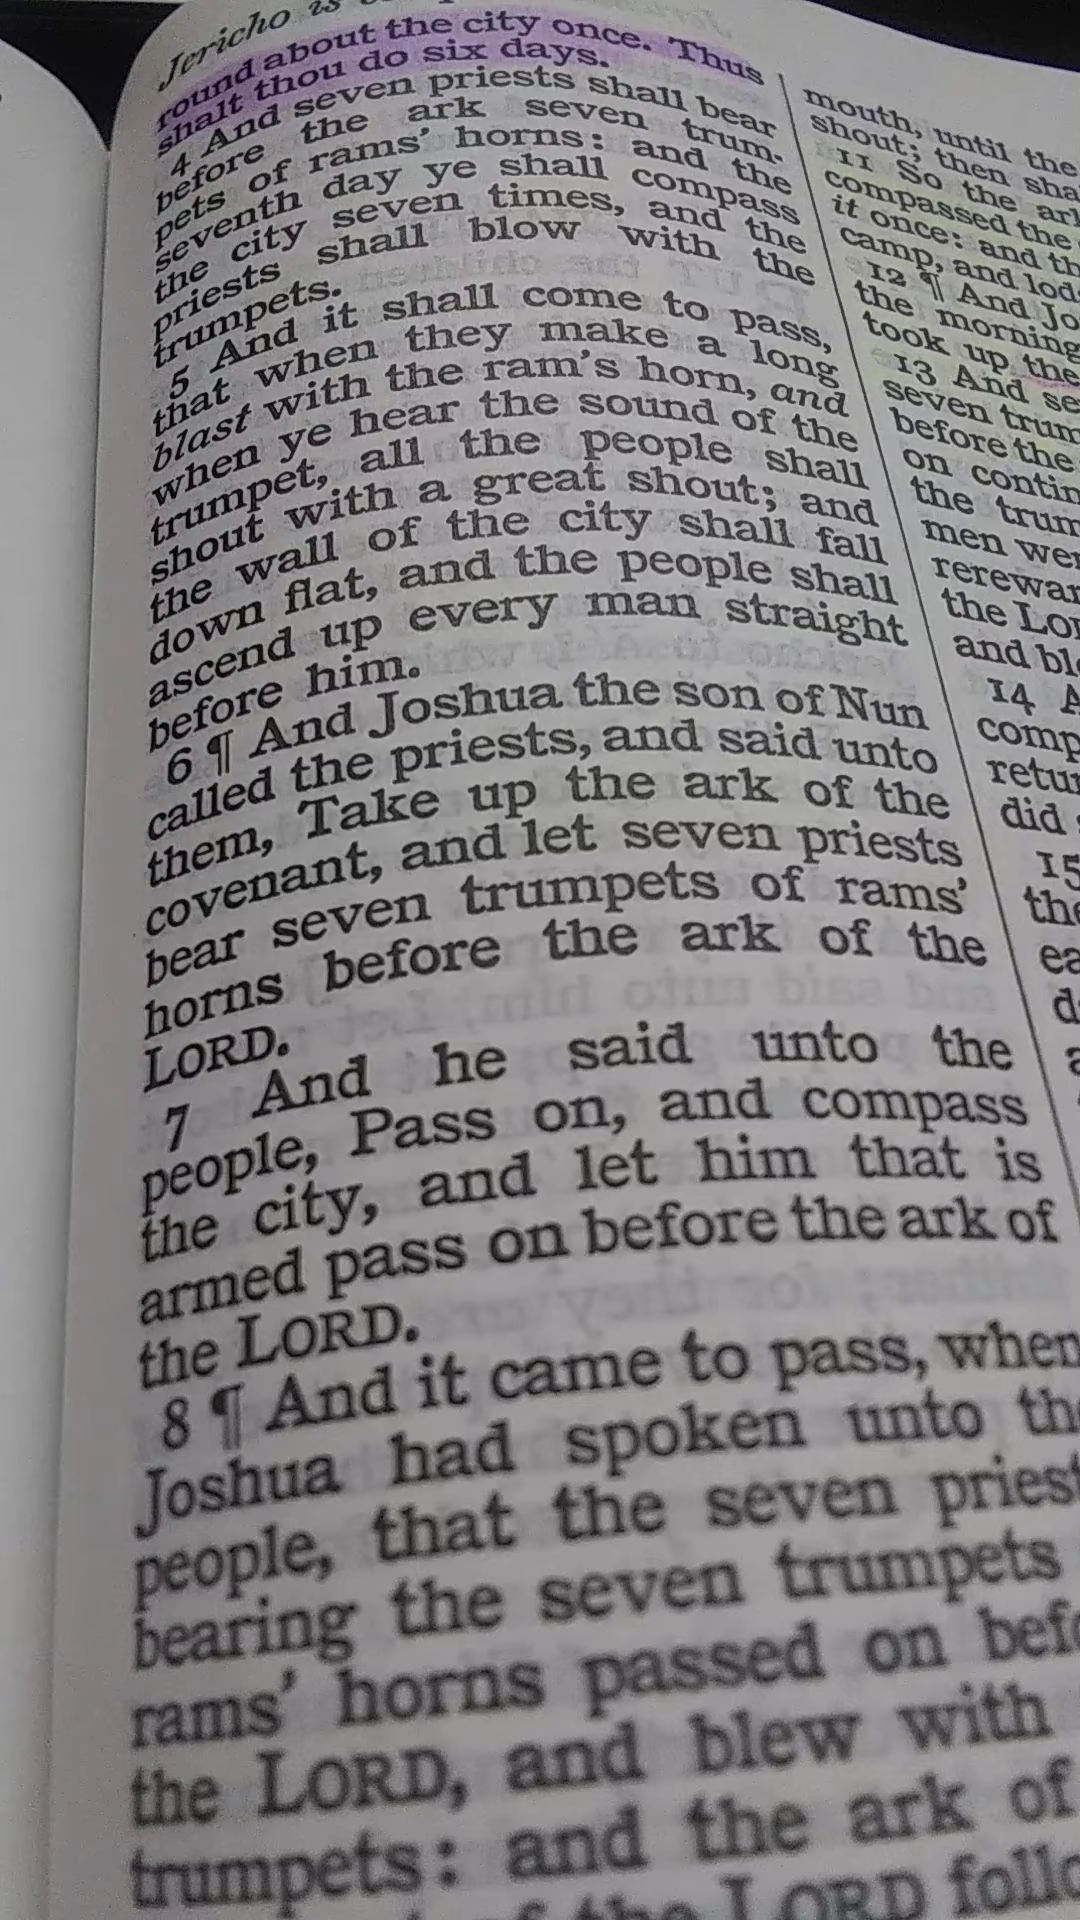 Jericho is
round about the city once. Thus
shalt thou do six days.
4 And seven priests shall bear
before the ark seven trum-
pets of rams' horns: and the
seventh day ye shall compass
the city seven times, and the
priests shall blow with the
trumpets.
5 And it shall come to pass,
that when they make a long
blast with the ram's horn, and
when ye hear the sound of the
trumpet, all the people shall
shout with a great shout; and
the wall of the city shall fall
down flat, and the people shall
ascend up every man straight
before him.
6 ¶ And Joshua the son of Nun
called the priests, and said unto
them, Take up the ark of the
covenant, and let seven priests
bear seven trumpets of rams'
horns before the ark of the
LORD.
7 And he said unto the
people, Pass on, and compass
the city, and let him that is
armed pass on before the ark of
the LORD.
8 ¶ And it came to pass, when
Joshua had spoken unto the
people, that the seven priest
bearing the seven trumpets
rams' horns passed on befo
the LORD, and blew with
trumpets: and the ark of
of the LORD follo
mouth, until the
shout; then sha
11 So the ark
compassed the
it once: and th
camp, and lod
12 ¶ And Jo
the morning
took up the
13 And se
seven trum
before the
on contin
the trum
men wer
rerewar
the LOR
and blo
14 A
comp
retur
did
15
the
ea
d
a